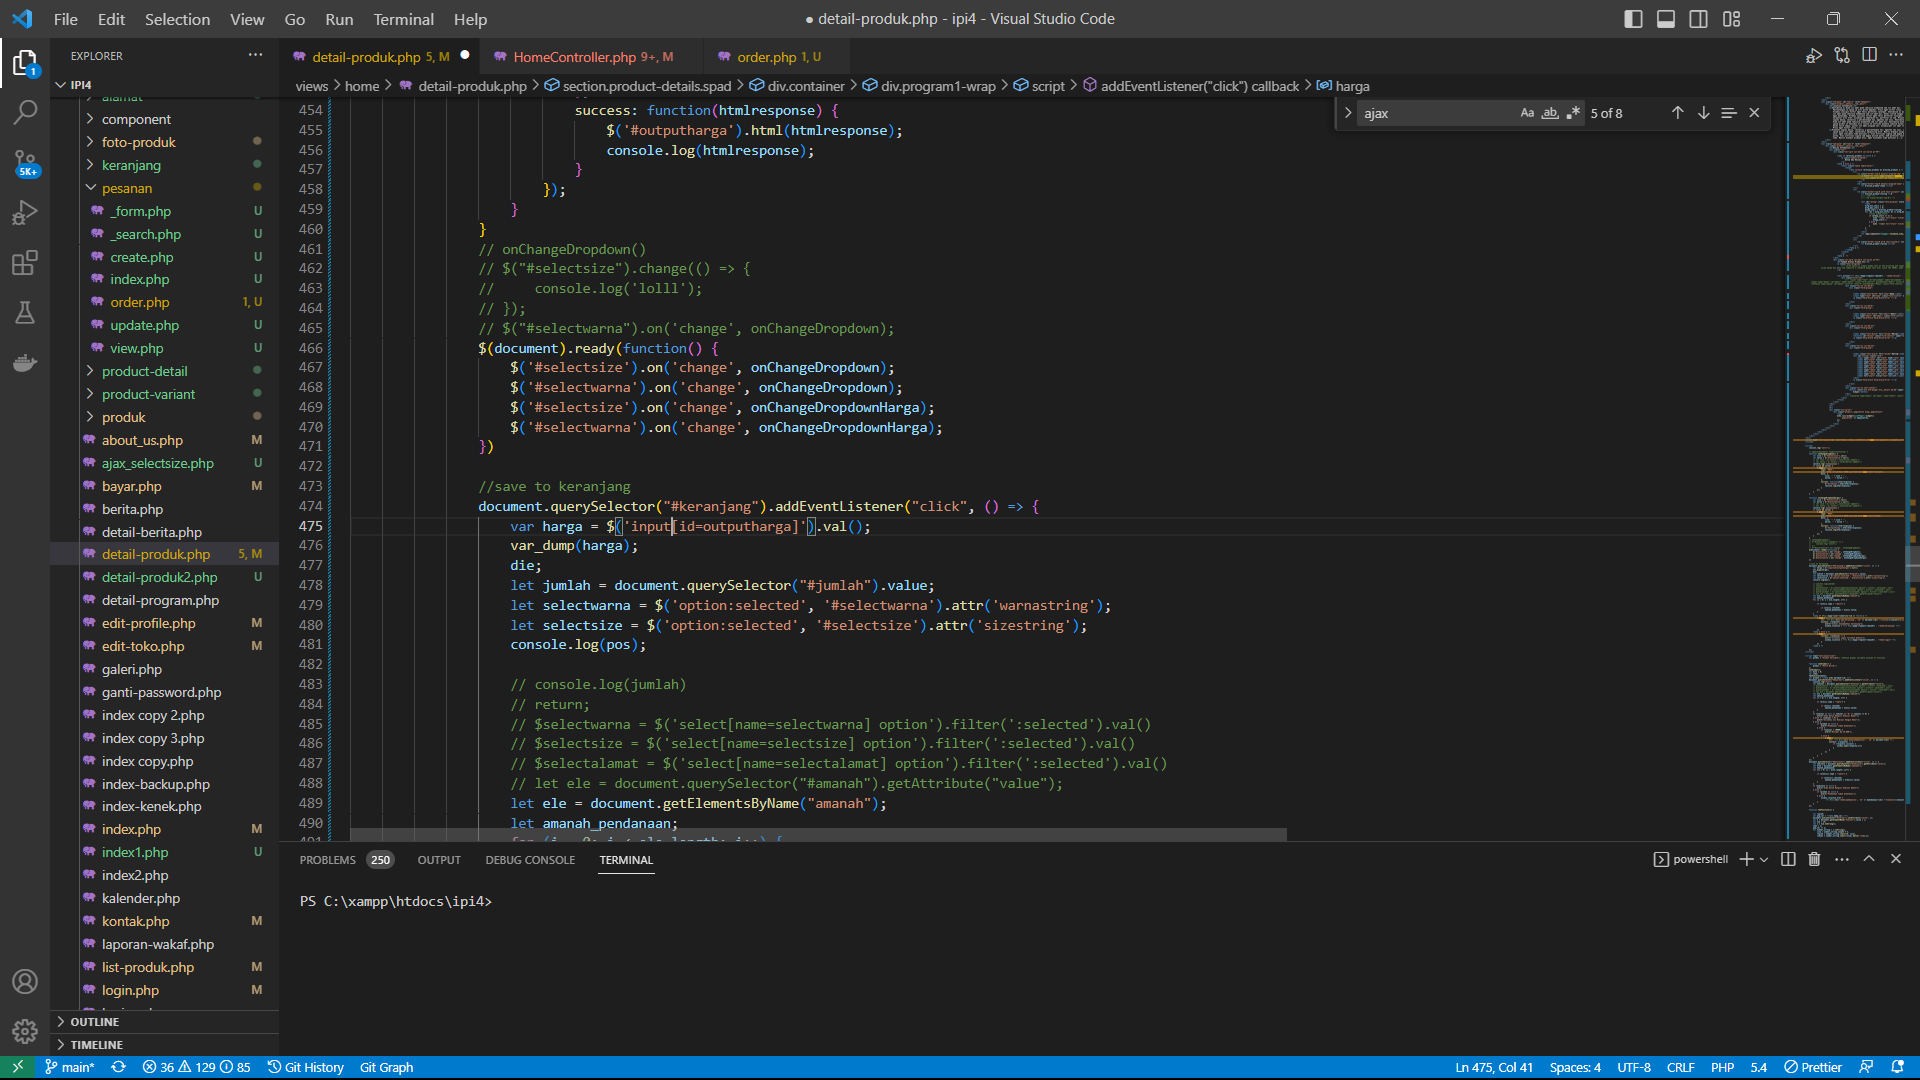 File Edit Selection View Go Run Terminal Help
● detail-produk.php - ipi4 - Visual Studio Code
EXPLORER
detail-produk.php 5, M
HomeController.php 9+, M
order.php 1, U
IPI4
views > home > detail-produk.php > section.product-details.spad > div.container > div.program1-wrap > script > addEventListener("click") callback > harga
ajax
Aa ab .* 5 of 8
1
5K+
alamat
component
foto-produk
keranjang
pesanan
_form.php U
_search.php U
create.php U
index.php U
order.php 1, U
update.php U
view.php U
product-detail
product-variant
produk
about_us.php M
ajax_selectsize.php U
bayar.php M
berita.php
detail-berita.php
detail-produk.php 5, M
detail-produk2.php U
detail-program.php
edit-profile.php M
edit-toko.php M
galeri.php
ganti-password.php
index copy 2.php
index copy 3.php
index copy.php
index-backup.php
index-kenek.php
index.php M
index1.php U
index2.php
kalender.php
kontak.php M
laporan-wakaf.php
list-produk.php M
login.php M
OUTLINE
TIMELINE
454 success: function(htmlresponse) {
455 $('#outputharga').html(htmlresponse);
456 console.log(htmlresponse);
457 }
458 });
459 }
460 }
461 // onChangeDropdown()
462 // $("#selectsize").change(() => {
463 // console.log('lolll');
464 // });
465 // $("#selectwarna").on('change', onChangeDropdown);
466 $(document).ready(function() {
467 $('#selectsize').on('change', onChangeDropdown);
468 $('#selectwarna').on('change', onChangeDropdown);
469 $('#selectsize').on('change', onChangeDropdownHarga);
470 $('#selectwarna').on('change', onChangeDropdownHarga);
471 })
472
473 //save to keranjang
474 document.querySelector("#keranjang").addEventListener("click", () => {
475 var harga = $('input[id=outputharga]').val();
476 var_dump(harga);
477 die;
478 let jumlah = document.querySelector("#jumlah").value;
479 let selectwarna = $('option:selected', '#selectwarna').attr('warnastring');
480 let selectsize = $('option:selected', '#selectsize').attr('sizestring');
481 console.log(pos);
482
483 // console.log(jumlah)
484 // return;
485 // $selectwarna = $('select[name=selectwarna] option').filter(':selected').val()
486 // $selectsize = $('select[name=selectsize] option').filter(':selected').val()
487 // $selectalamat = $('select[name=selectalamat] option').filter(':selected').val()
488 // let ele = document.querySelector("#amanah").getAttribute("value");
489 let ele = document.getElementsByName("amanah");
490 let amanah_pendanaan;
PROBLEMS 250 OUTPUT DEBUG CONSOLE TERMINAL
powershell
PS C:\xampp\htdocs\ipi4>
main* 36 129 85 Git History Git Graph
Ln 475, Col 41 Spaces: 4 UTF-8 CRLF PHP 5.4 Prettier